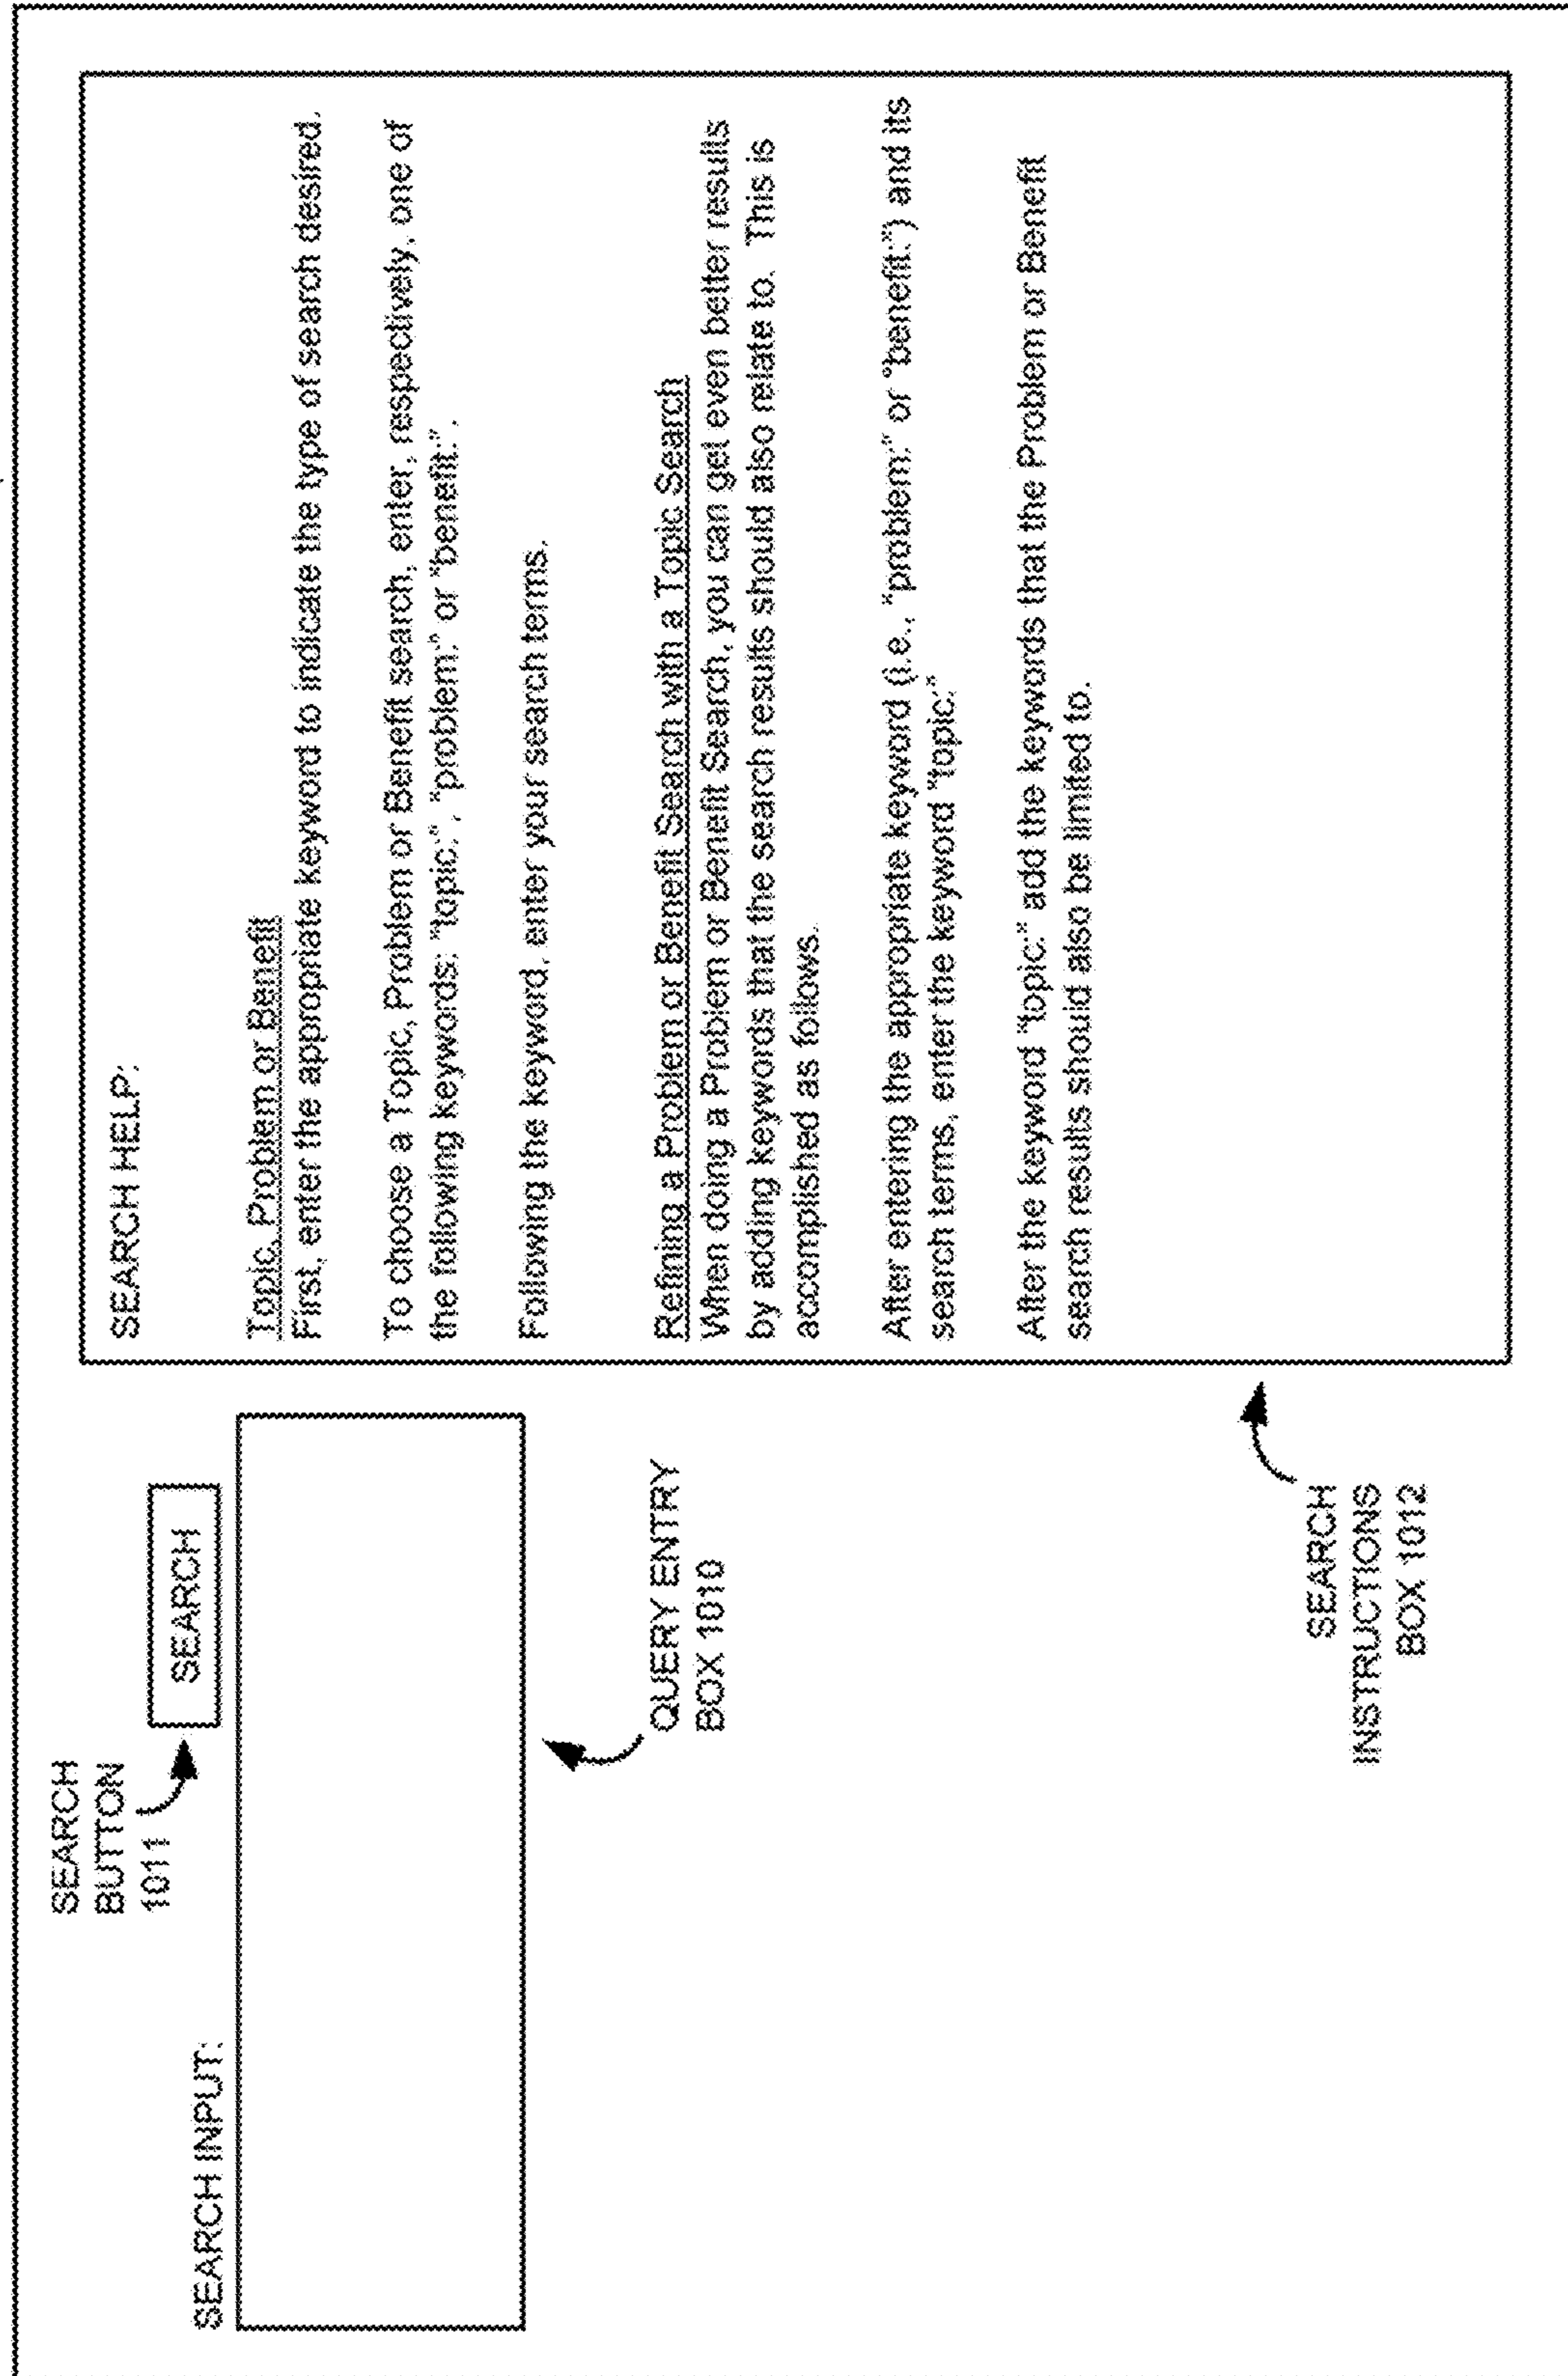 SEARCH
BUTTON
1011
SEARCH
SEARCH INPUT:
QUERY ENTRY
BOX 1010
SEARCH
INSTRUCTIONS
BOX 1012
SEARCH HELP:
Topic, Problem or Benefit
First, enter the appropriate keyword to indicate the type of search desired.
To choose a Topic, Problem or Benefit search, enter, respectively, one of
the following keywords: "topic:", "problem:" or "benefit:".
Following the keyword, enter your search terms.
Refining a Problem or Benefit Search with a Topic Search
When doing a Problem or Benefit Search, you can get even better results
by adding keywords that the search results should also relate to.  This is
accomplished as follows.
After entering the appropriate keyword (i.e., "problem:" or "benefit:") and its
search terms, enter the keyword "topic:"
After the keyword "topic:" add the keywords that the Problem or Benefit
search results should also be limited to.